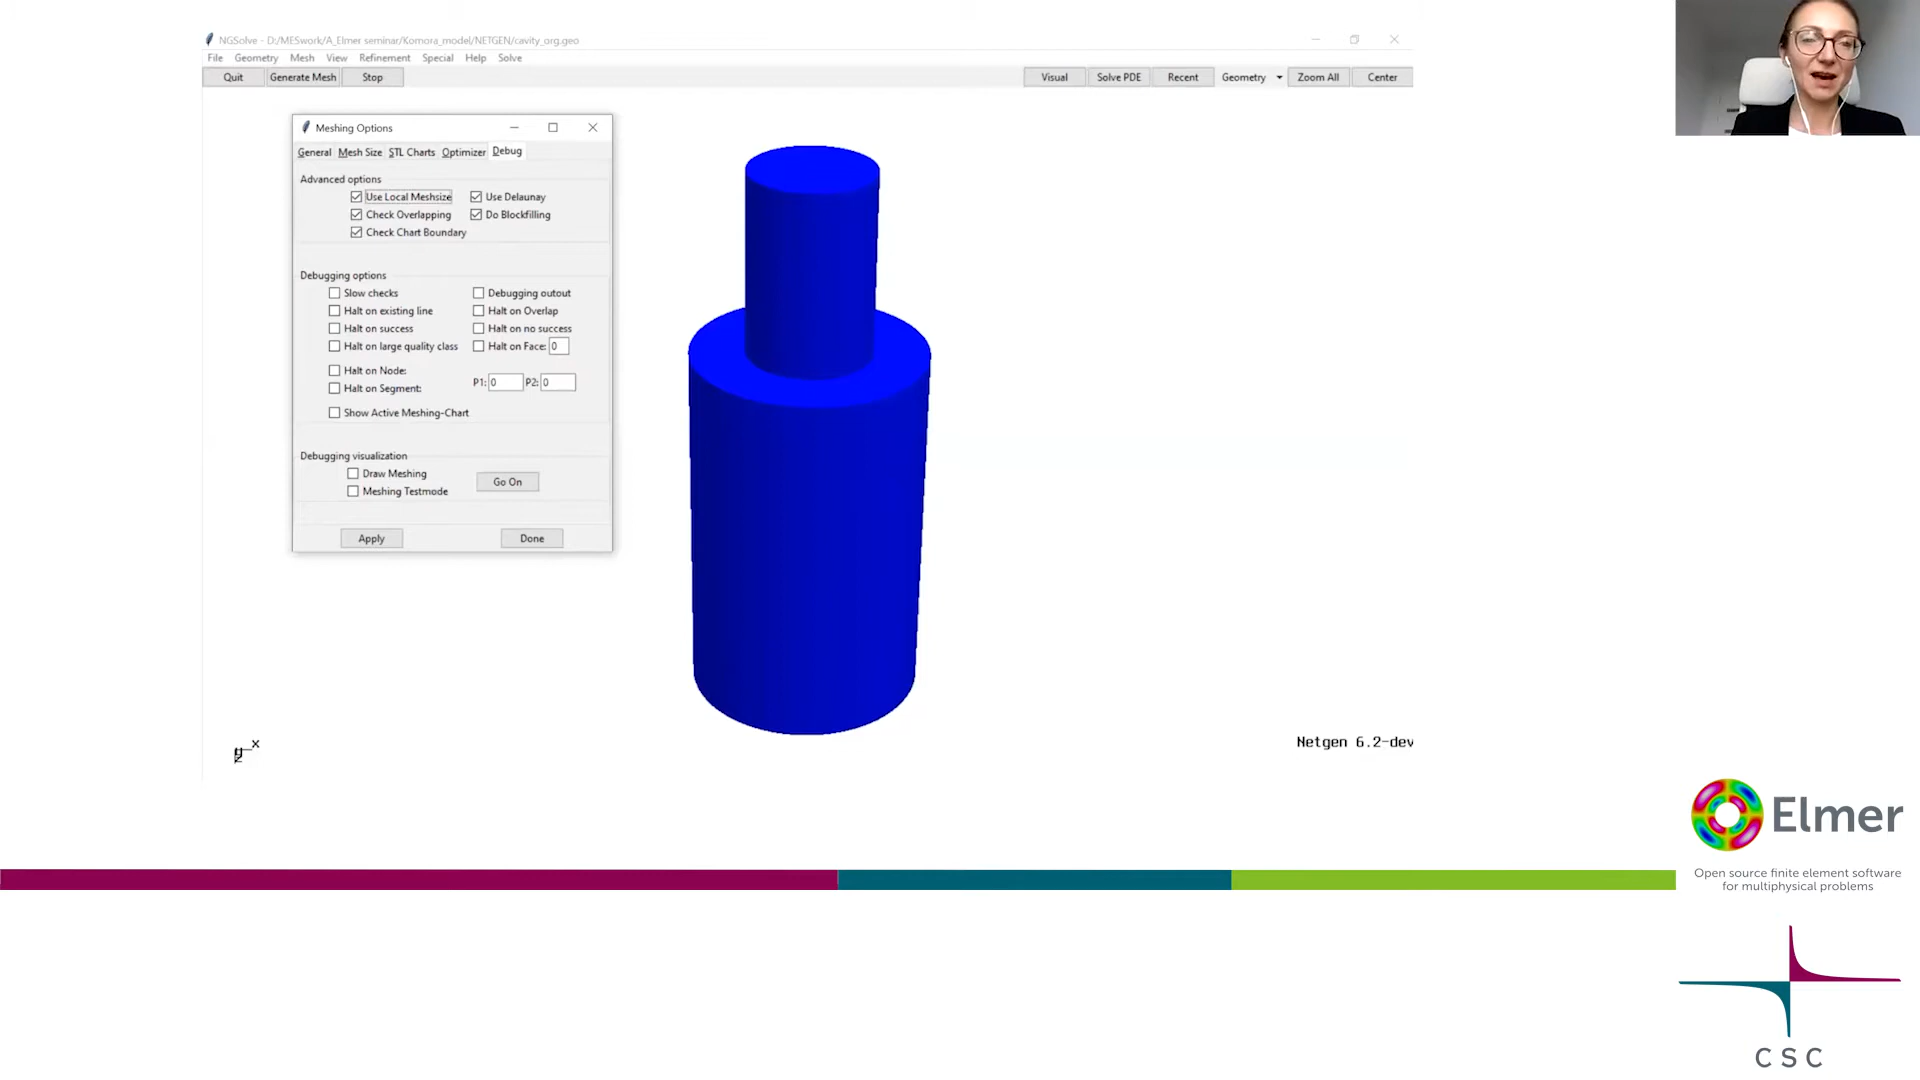 NGSolve - D:/MESwork/A_Elmer seminar/Komora_model/NETGEN/cavity_org.geo
File Geometry Mesh View Refinement Special Help Solve
Quit Generate Mesh Stop Visual Solve PDE Recent Geometry Zoom All Center
Meshing Options
General Mesh Size STL Charts Optimizer Debug
Advanced options
Use Local Meshsize Use Delaunay
Check Overlapping Do Blockfilling
Check Chart Boundary
Debugging options
Slow checks Debugging outout
Halt on existing line Halt on Overlap
Halt on success Halt on no success
Halt on large quality class Halt on Face: 0
Halt on Node:
P1: 0 P2: 0
Halt on Segment:
Show Active Meshing-Chart
Debugging visualization
Draw Meshing
Go On
Meshing Testmode
Apply Done
x
y
z
Netgen 6.2-dev
Elmer
Open source finite element software
for multiphysical problems
CSC